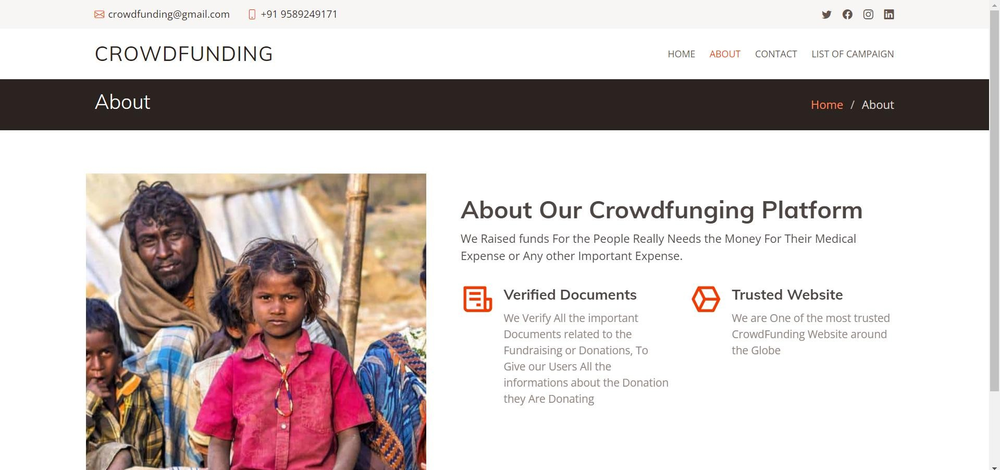 crowdfunding@gmail.com +91 9589249171
CROWDFUNDING HOME ABOUT CONTACT LIST OF CAMPAIGN
About Home / About
About Our Crowdfunging Platform
We Raised funds For the People Really Needs the Money For Their Medical
Expense or Any other Important Expense.
Verified Documents
We Verify All the important
Documents related to the
Fundraising or Donations, To
Give our Users All the
informations about the Donation
they Are Donating
Trusted Website
We are One of the most trusted
CrowdFunding Website around
the Globe